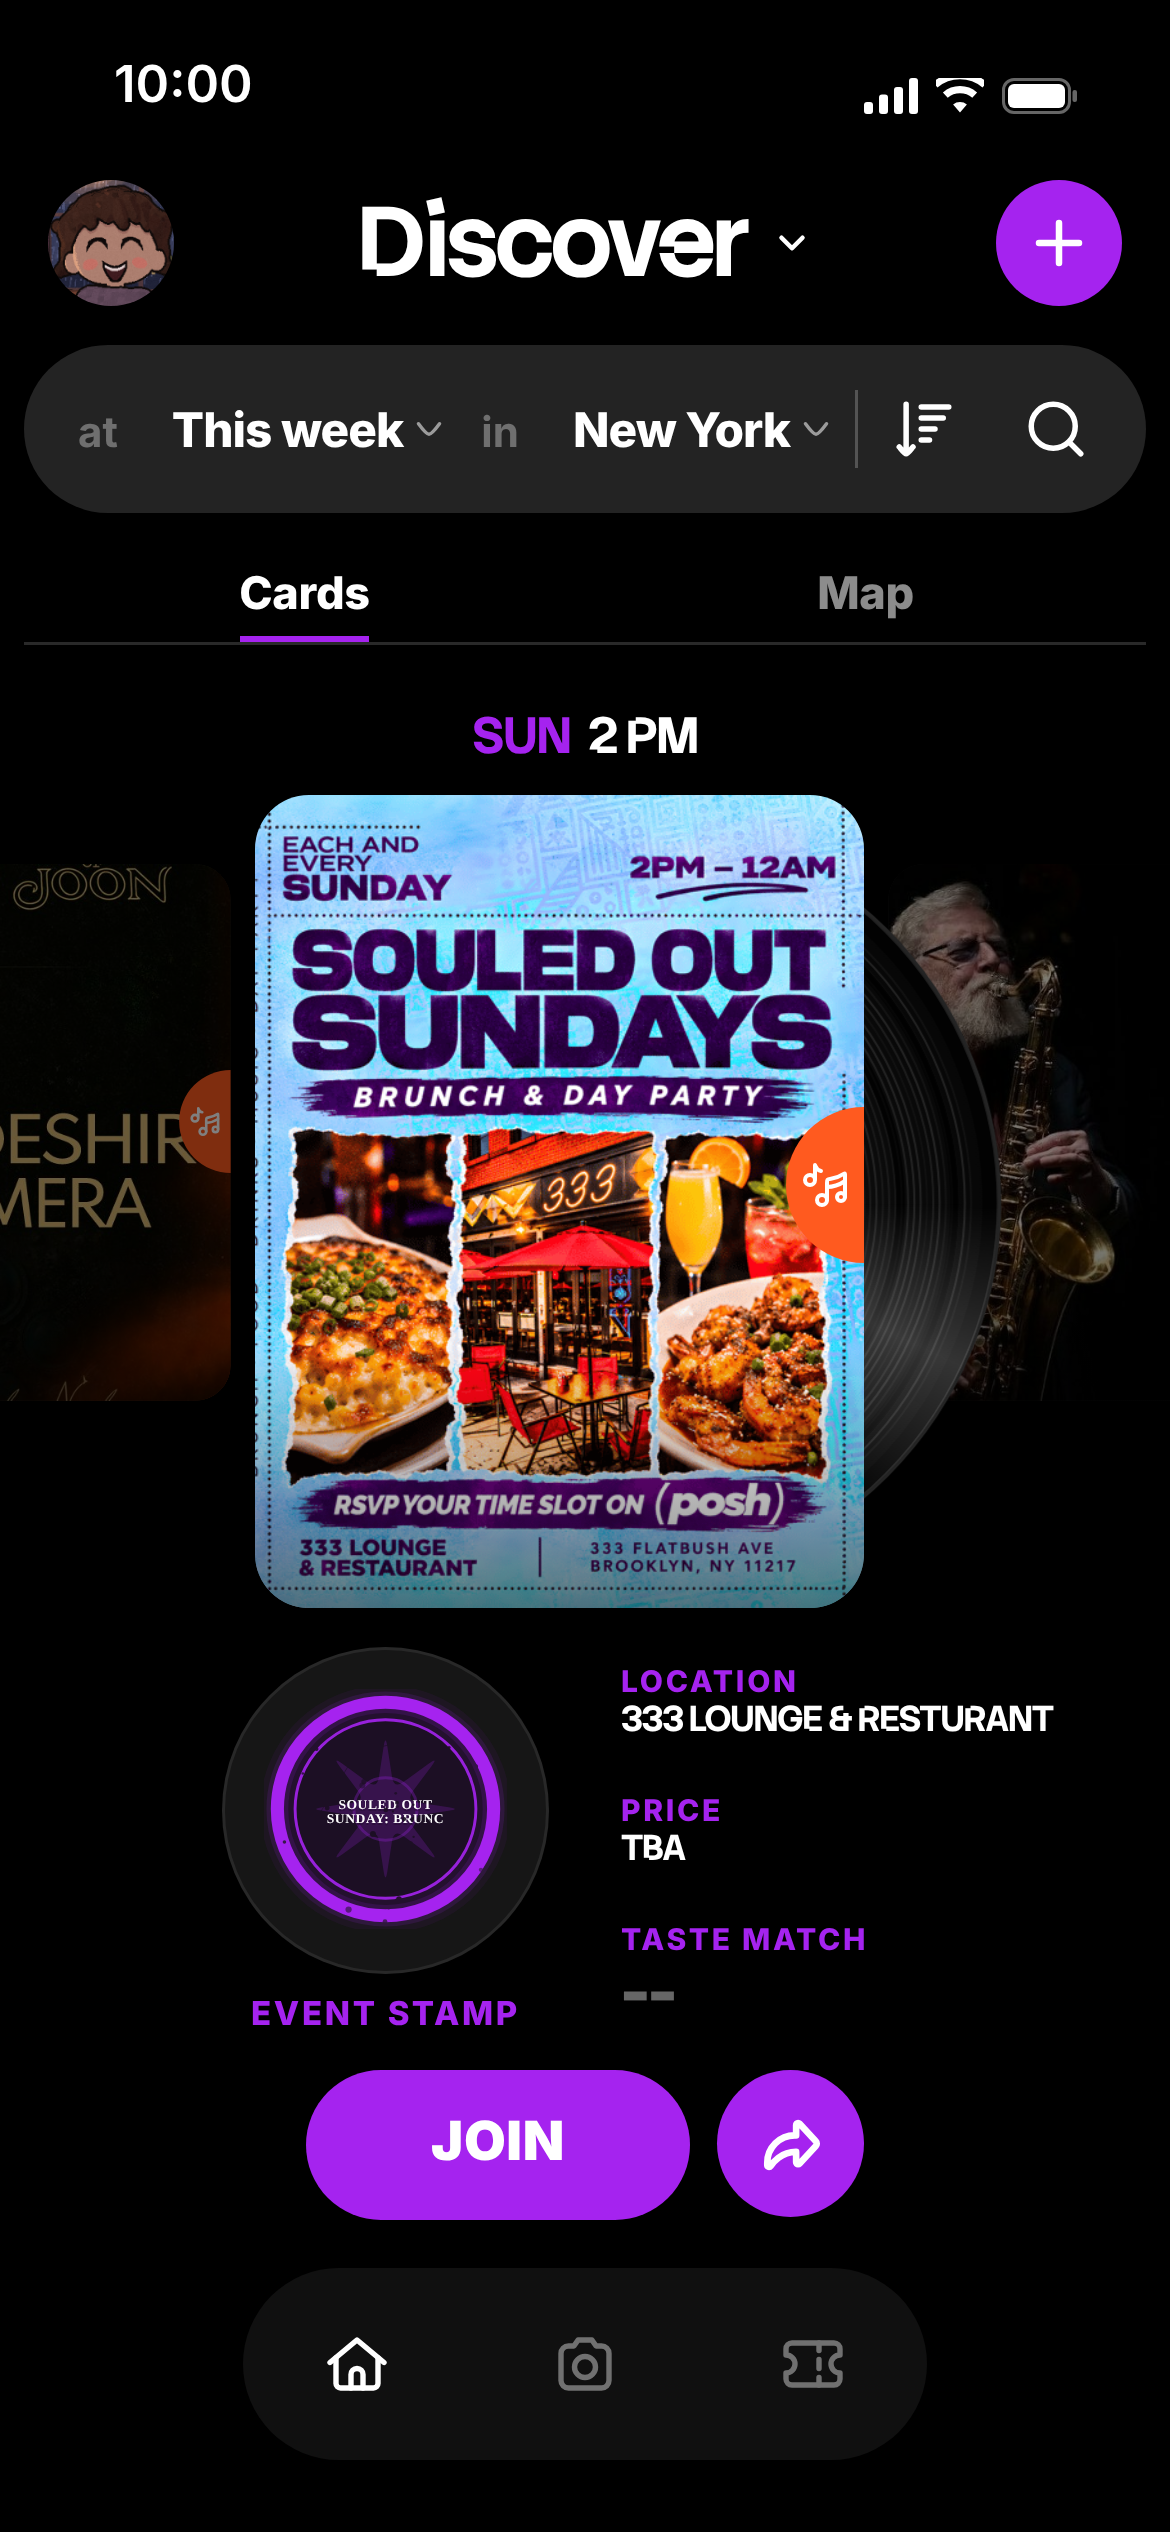 10:00
Discover
at This week in New York
Cards Map
SUN 2 PM
JOON
MERA
EACH AND
EVERY
SUNDAY
2PM – 12AM
SOULED OUT
SUNDAYS
BRUNCH & DAY PARTY
333
RSVP YOUR TIME SLOT ON (posh)
333 LOUNGE
& RESTAURANT
333 FLATBUSH AVE
BROOKLYN, NY 11217
SOULED OUT
SUNDAY: BRUNC
EVENT STAMP
LOCATION
333 LOUNGE & RESTURANT
PRICE
TBA
TASTE MATCH
--
JOIN